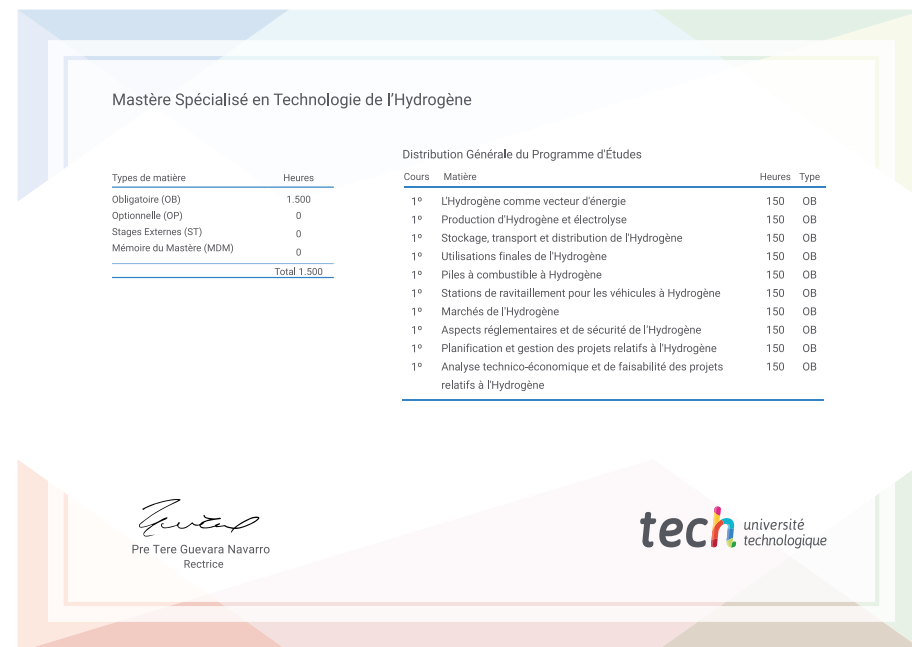 Mastère Spécialisé en Technologie de l'Hydrogène
Types de matière Heures
Obligatoire (OB) 1.500
Optionnelle (OP) 0
Stages Externes (ST) 0
Mémoire du Mastère (MDM) 0
Total 1.500
Distribution Générale du Programme d'Études
Cours Matière Heures Type
1º L'Hydrogène comme vecteur d'énergie 150 OB
1º Production d'Hydrogène et électrolyse 150 OB
1º Stockage, transport et distribution de l'Hydrogène 150 OB
1º Utilisations finales de l'Hydrogène 150 OB
1º Piles à combustible à Hydrogène 150 OB
1º Stations de ravitaillement pour les véhicules à Hydrogène 150 OB
1º Marchés de l'Hydrogène 150 OB
1º Aspects réglementaires et de sécurité de l'Hydrogène 150 OB
1º Planification et gestion des projets relatifs à l'Hydrogène 150 OB
1º Analyse technico-économique et de faisabilité des projets 150 OB
relatifs à l'Hydrogène
Pre Tere Guevara Navarro
Rectrice
tech université
technologique